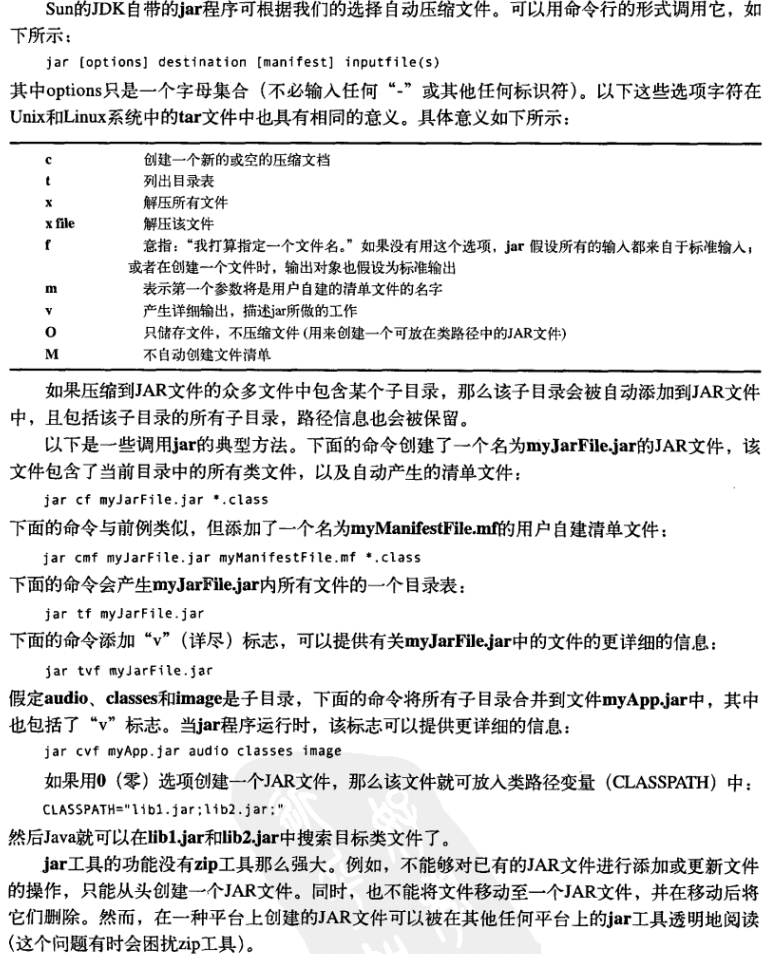 Sun的JDK自带的jar程序可根据我们的选择自动压缩文件。可以用命令行的形式调用它，如
下所示：
jar [options] destination [manifest] inputfile(s)
其中options只是一个字母集合（不必输入任何“-”或其他任何标识符）。以下这些选项字符在
Unix和Linux系统中的tar文件中也具有相同的意义。具体意义如下所示：
c 创建一个新的或空的压缩文档
t 列出目录表
x 解压所有文件
x file 解压该文件
f 意指：“我打算指定一个文件名。”如果没有用这个选项，jar 假设所有的输入都来自于标准输入；
或者在创建一个文件时，输出对象也假设为标准输出
m 表示第一个参数将是用户自建的清单文件的名字
v 产生详细输出，描述jar所做的工作
O 只储存文件，不压缩文件 (用来创建一个可放在类路径中的JAR文件)
M 不自动创建文件清单
如果压缩到JAR文件的众多文件中包含某个子目录，那么该子目录会被自动添加到JAR文件
中，且包括该子目录的所有子目录，路径信息也会被保留。
以下是一些调用jar的典型方法。下面的命令创建了一个名为myJarFile.jar的JAR文件，该
文件包含了当前目录中的所有类文件，以及自动产生的清单文件：
jar cf myJarFile.jar *.class
下面的命令与前例类似，但添加了一个名为myManifestFile.mf的用户自建清单文件：
jar cmf myJarFile.jar myManifestFile.mf *.class
下面的命令会产生myJarFile.jar内所有文件的一个目录表：
jar tf myJarFile.jar
下面的命令添加“v”（详尽）标志，可以提供有关myJarFile.jar中的文件的更详细的信息：
jar tvf myJarFile.jar
假定audio、classes和image是子目录，下面的命令将所有子目录合并到文件myApp.jar中，其中
也包括了“v”标志。当jar程序运行时，该标志可以提供更详细的信息：
jar cvf myApp.jar audio classes image
如果用0（零）选项创建一个JAR文件，那么该文件就可放入类路径变量（CLASSPATH）中：
CLASSPATH="lib1.jar;lib2.jar;"
然后Java就可以在lib1.jar和lib2.jar中搜索目标类文件了。
jar工具的功能没有zip工具那么强大。例如，不能够对已有的JAR文件进行添加或更新文件
的操作，只能从头创建一个JAR文件。同时，也不能将文件移动至一个JAR文件，并在移动后将
它们删除。然而，在一种平台上创建的JAR文件可以被在其他任何平台上的jar工具透明地阅读
(这个问题有时会困扰zip工具)。